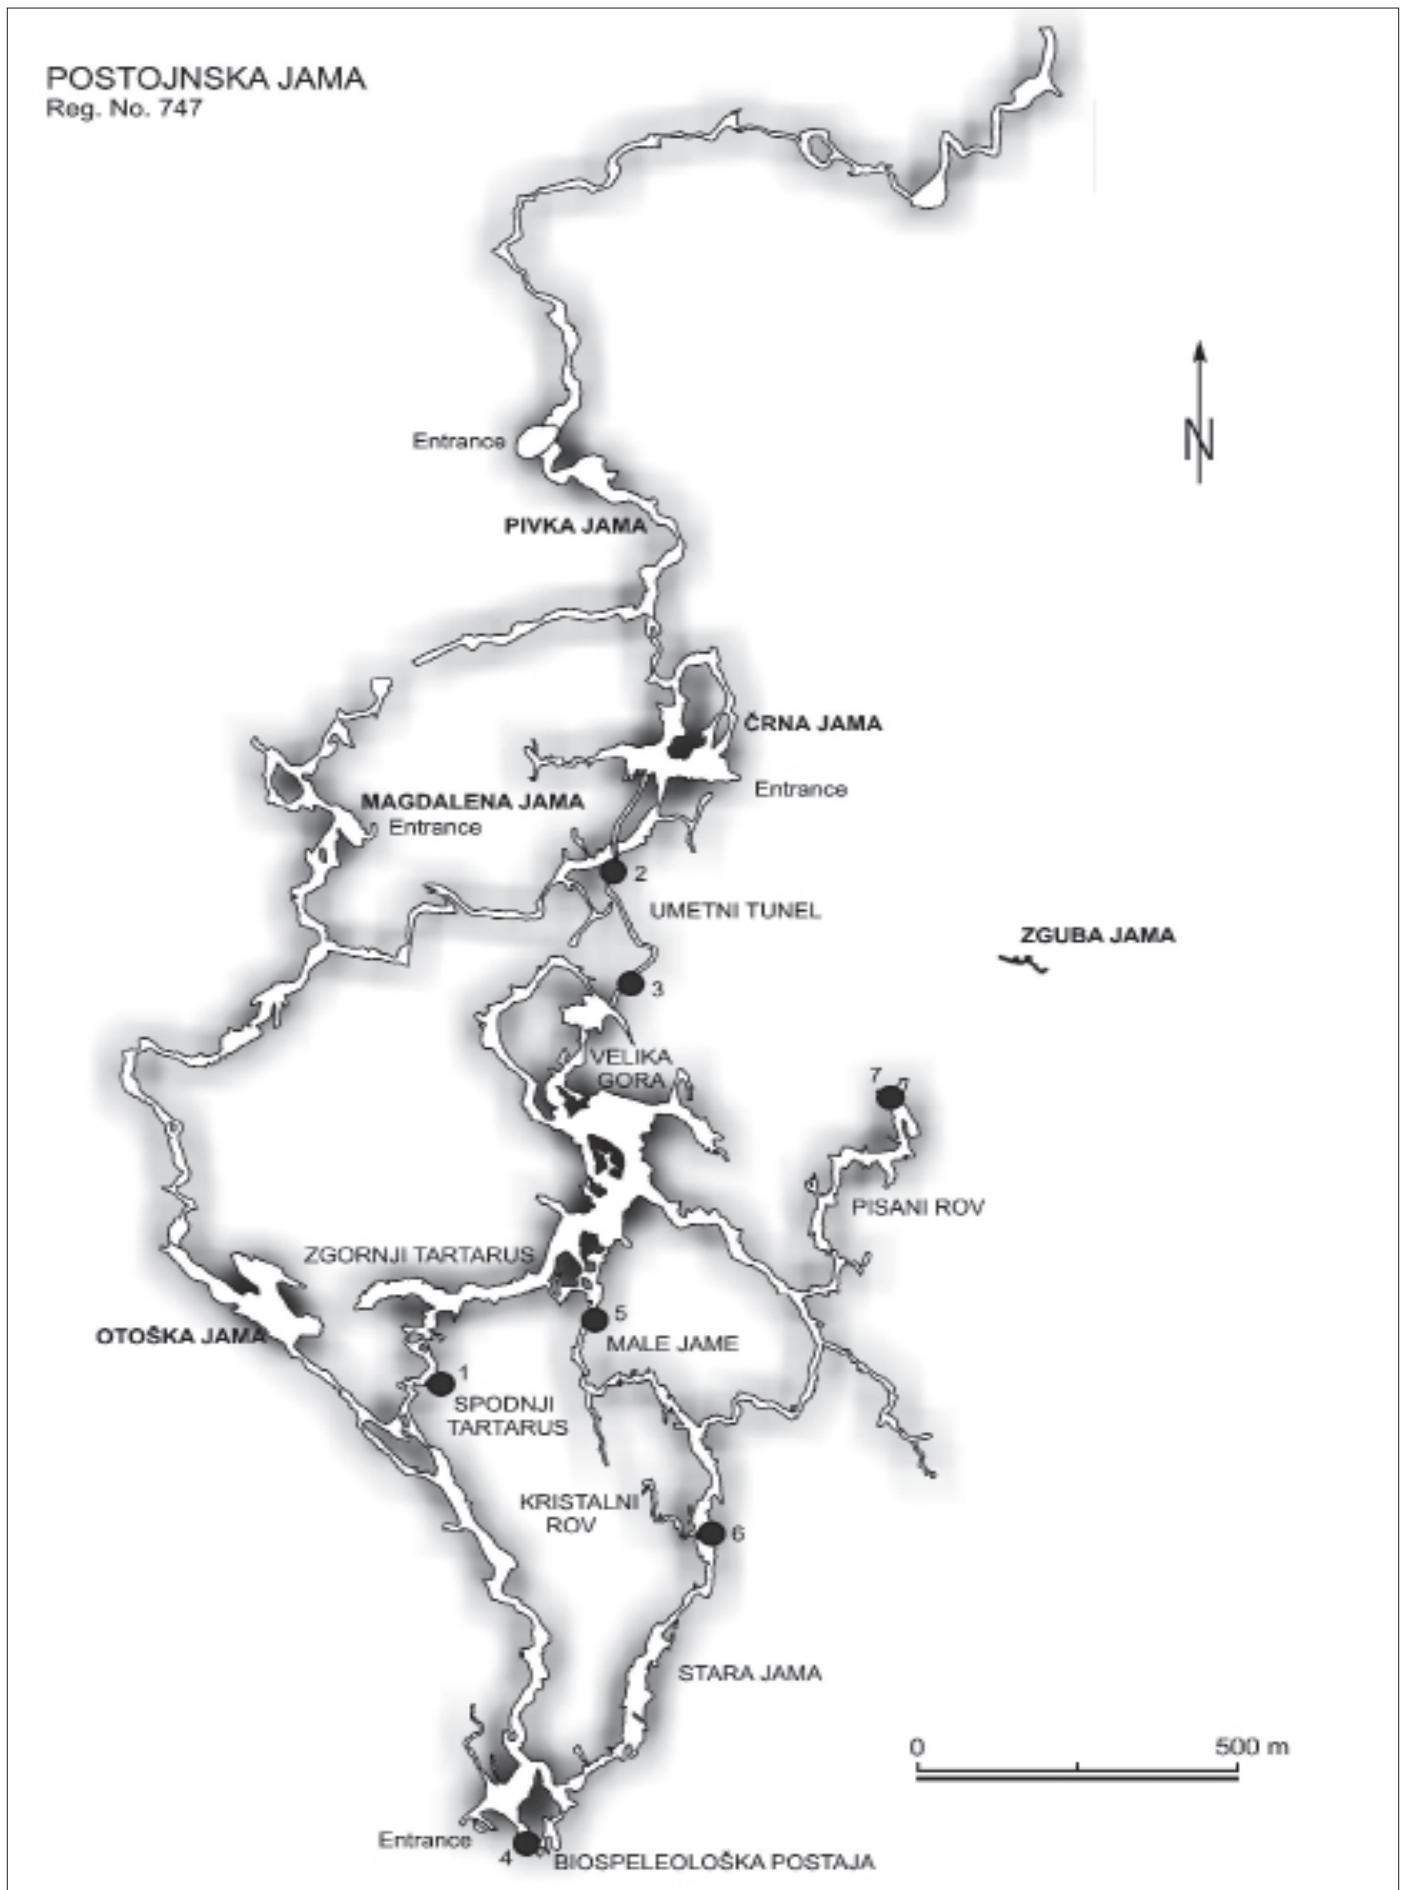 POSTOJNSKA JAMA
Reg. No. 747
Entrance
N
PIVKA JAMA
ČRNA JAMA
Entrance
MAGDALENA JAMA
Entrance
2
UMETNI TUNEL
ZGUBA JAMA
3
VELIKA
GORA
7
PISANI ROV
ZGORNJI TARTARUS
5
OTOŠKA JAMA
MALE JAME
1
SPODNJI
TARTARUS
KRISTALNI
ROV
6
STARA JAMA
0 500 m
Entrance
4
BIOSPELEOLOŠKA POSTAJA